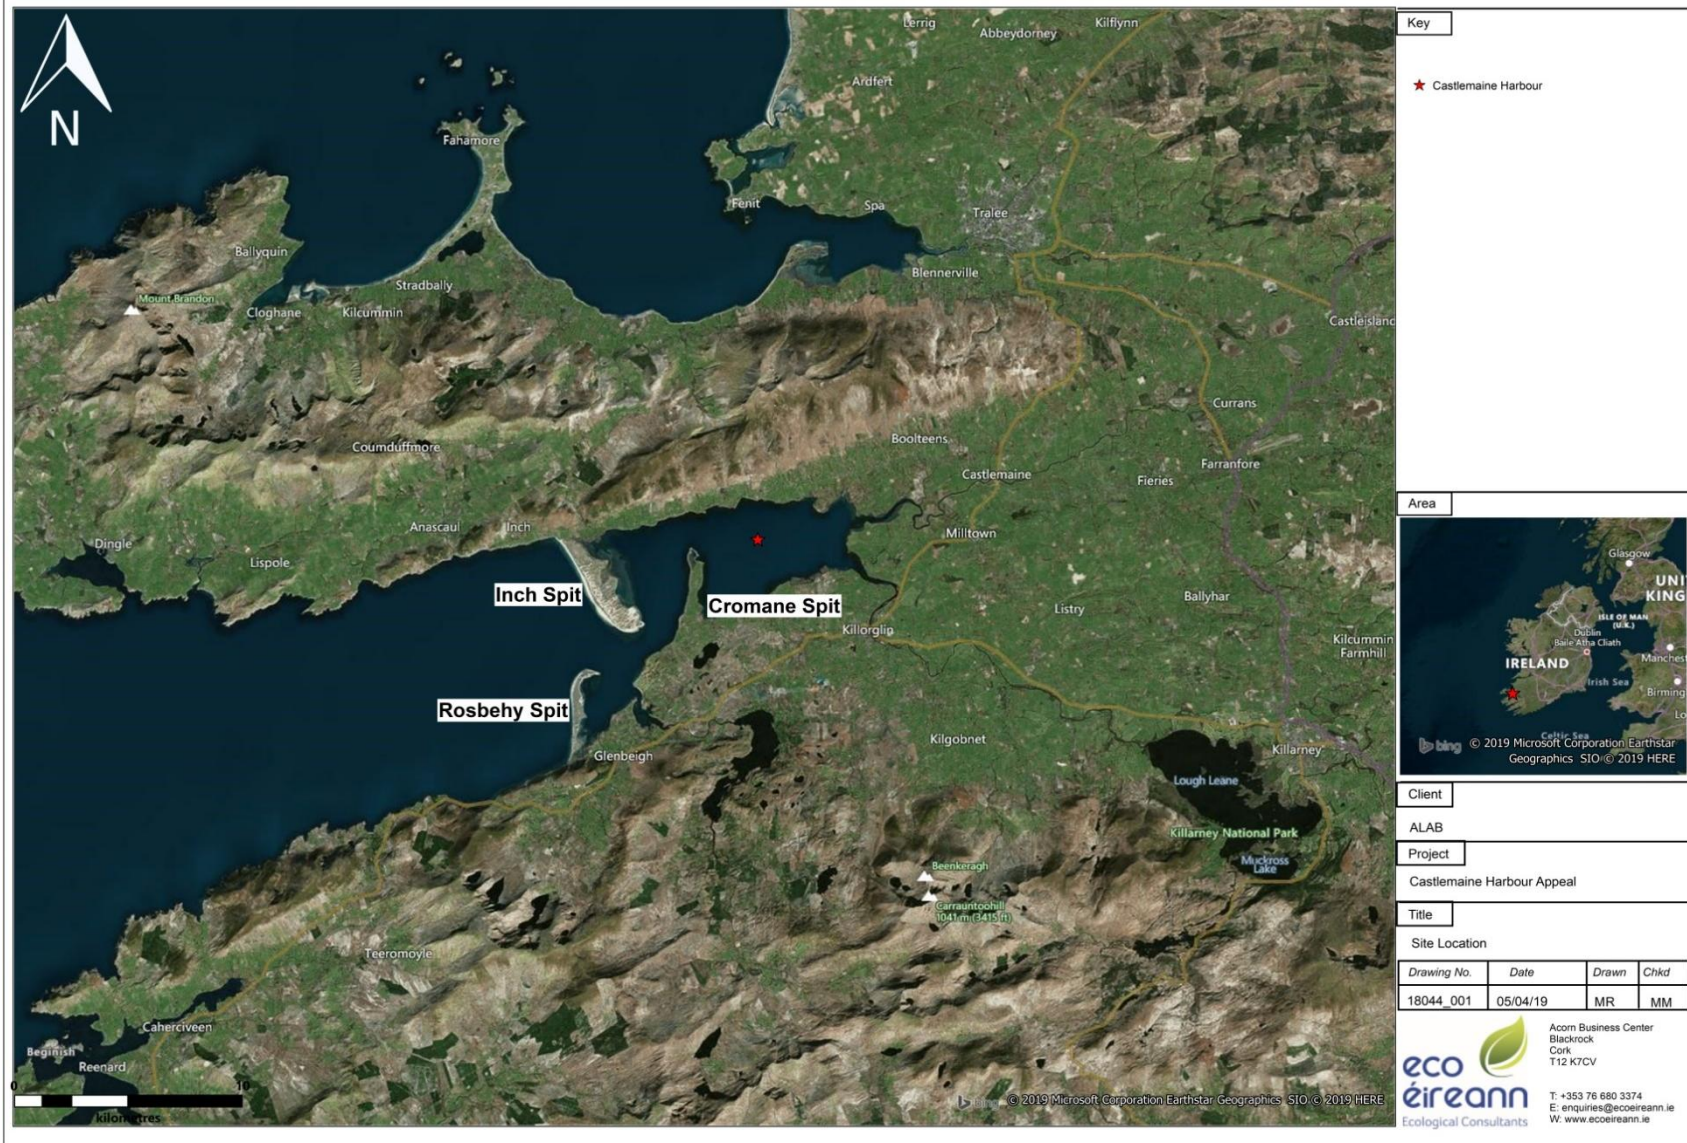 N
Lerrig
Kilflynn
Abbeydorney
Ardfert
Fahamore
Fenit
Spa
Tralee
Ballyquin
Blennerville
Stradbally
Mount Brandon
Cloghane
Kilcummin
Castleisland
Currans
Coumduffmore
Boolteens
Castlemaine
Farranfore
Fieries
Anascaul
Inch
Milltown
Dingle
Lispole
Inch Spit
Cromane Spit
Ballyhar
Listry
Killorglin
Kilcummin
Farmhill
Rosbehy Spit
Glenbeigh
Kilgobnet
Killarney
Lough Leane
Killarney National Park
Muckross
Lake
Beenkeragh
Carrauntoohill
1041 m (3415 ft)
Teeromoyle
Caherciveen
Beginish
Reenard
0 10
kilometres
bing © 2019 Microsoft Corporation Earthstar Geographics SIO © 2019 HERE
Key
Castlemaine Harbour
Area
Glasgow
UNI
KING
ISLE OF MAN
(U.K.)
Dublin
Baile Atha Cliath
Manchest
IRELAND
Irish Sea
Birming
Lo
Celtic Sea
bing © 2019 Microsoft Corporation Earthstar
Geographics SIO © 2019 HERE
Client
ALAB
Project
Castlemaine Harbour Appeal
Title
Site Location
Drawing No. Date Drawn Chkd
18044_001 05/04/19 MR MM
eco
éireann
Ecological Consultants
Acorn Business Center
Blackrock
Cork
T12 K7CV
T: +353 76 680 3374
E: enquiries@ecoeireann.ie
W: www.ecoeireann.ie